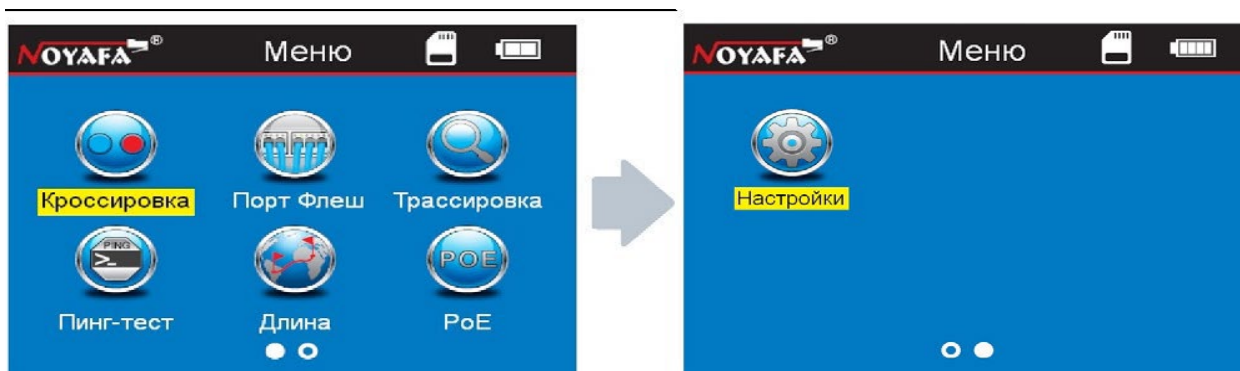 NOYAFA® Меню
Кроссировка Порт Флеш Трассировка
PING
>_
POE
Пинг-тест Длина PoE
NOYAFA® Меню
Настройки